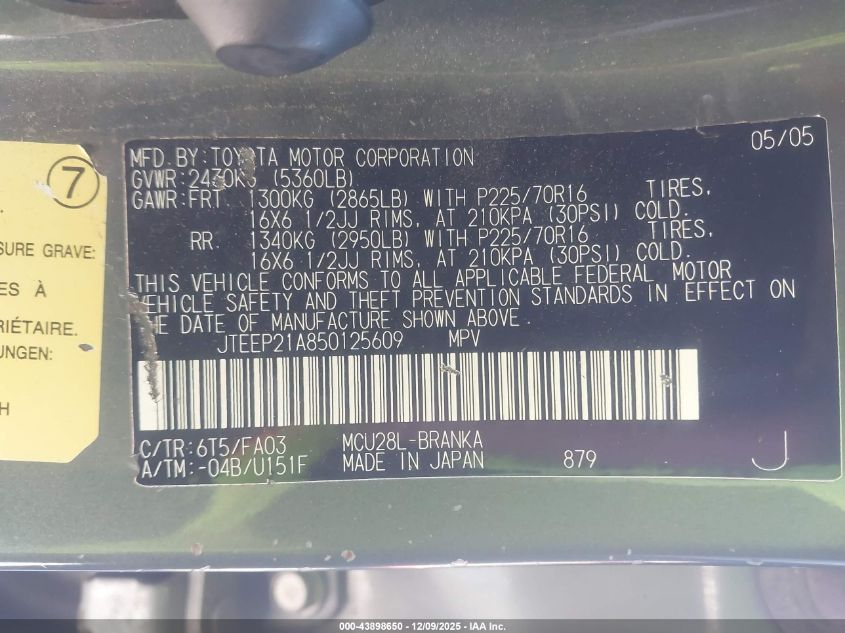 7
SURE GRAVE:
ES À
RIÉTAIRE.
UNGEN:
H
05/05
MFD.BY:TOYOTA MOTOR CORPORATION
GVWR:2430KG (5360LB)
GAWR:FRT. 1300KG (2865LB) WITH P225/70R16 TIRES,
16X6 1/2JJ RIMS, AT 210KPA (30PSI) COLD.
RR. 1340KG (2950LB) WITH P225/70R16 TIRES,
16X6 1/2JJ RIMS, AT 210KPA (30PSI) COLD.
THIS VEHICLE CONFORMS TO ALL APPLICABLE FEDERAL MOTOR
VEHICLE SAFETY AND THEFT PREVENTION STANDARDS IN EFFECT ON
THE DATE OF MANUFACTURE SHOWN ABOVE.
JTEEP21A850125609 MPV
C/TR:6T5/FA03 MCU28L-BRANKA
A/TM:-04B/U151F MADE IN JAPAN 879 J
000-43898650 | 12/09/2025 | IAA Inc.